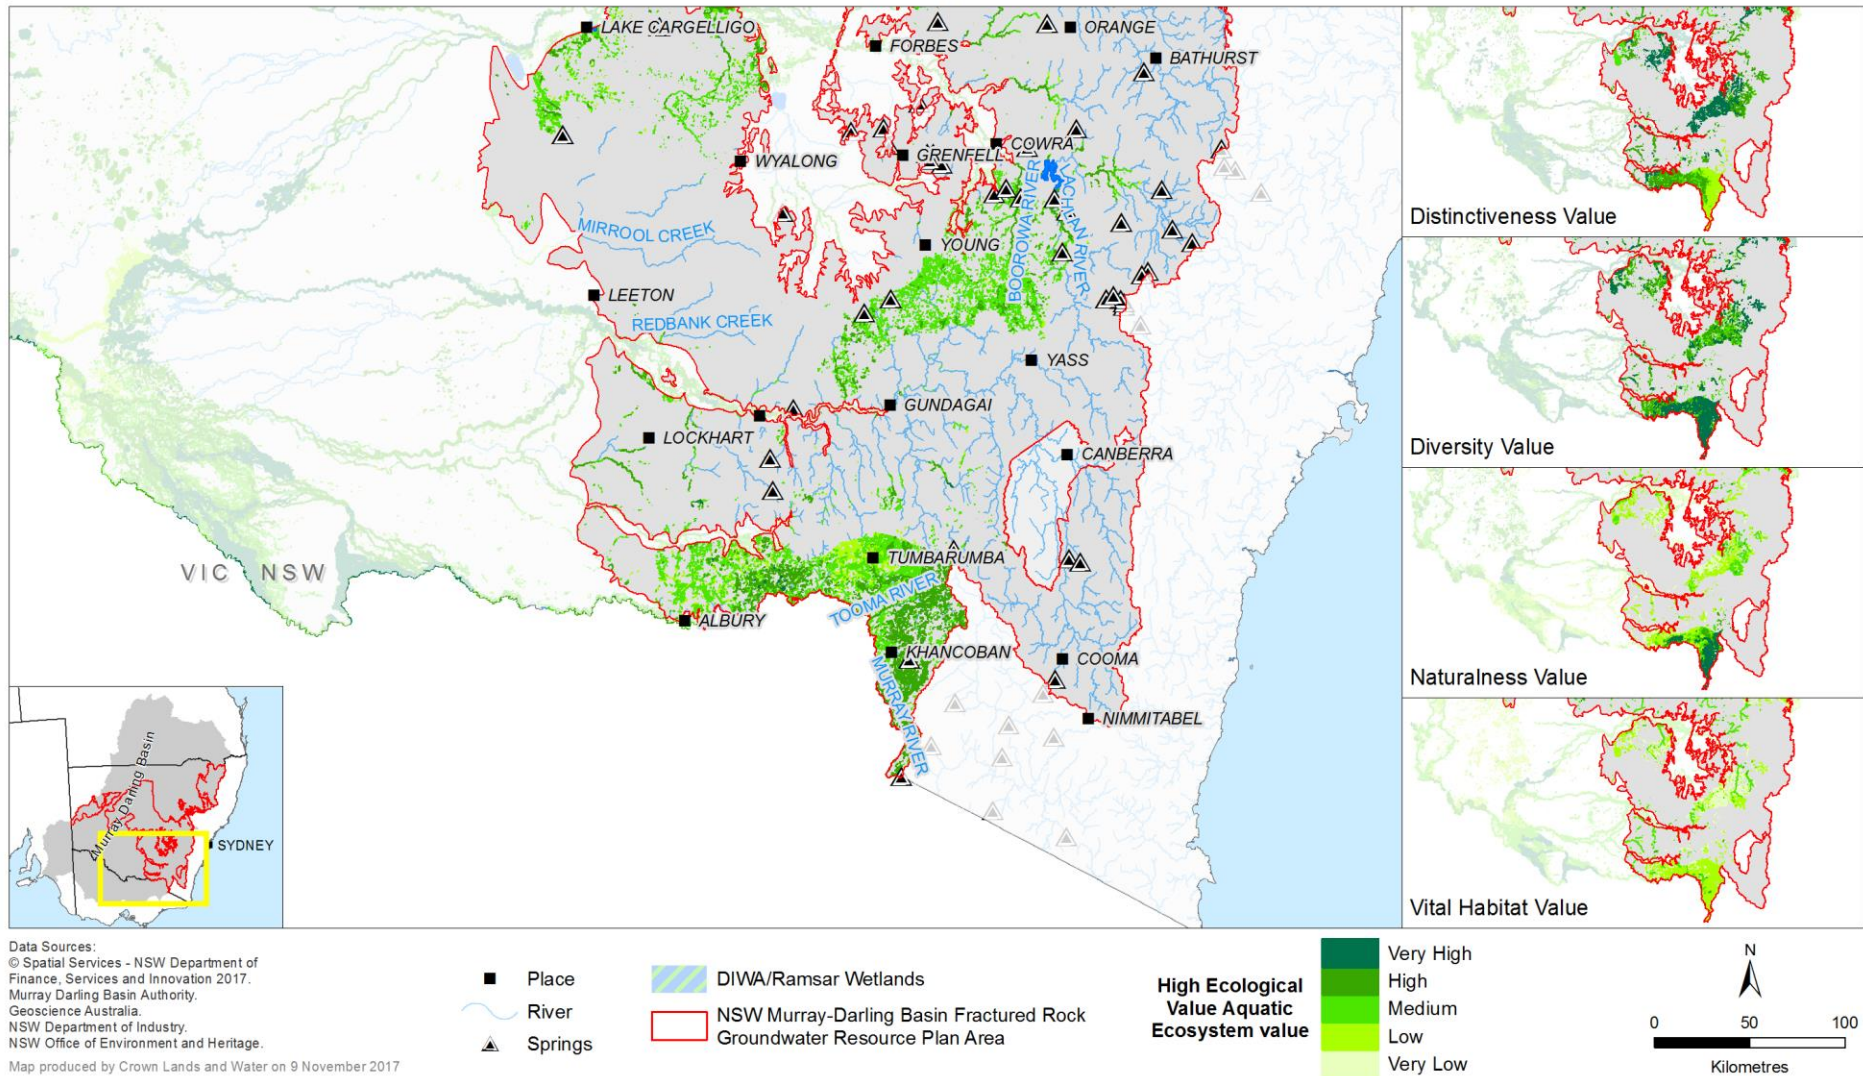 LAKE CARGELLIGO
FORBES
ORANGE
BATHURST
WYALONG
GRENFELL
COWRA
MIRROOL CREEK
YOUNG
BOOROWA RIVER
LACHLAN RIVER
LEETON
REDBANK CREEK
YASS
GUNDAGAI
LOCKHART
CANBERRA
VIC NSW
TUMBARUMBA
TOOMA RIVER
ALBURY
KHANCOBAN
COOMA
MURRAY RIVER
NIMMITABEL
Murray Darling Basin
SYDNEY
Distinctiveness Value
Diversity Value
Naturalness Value
Vital Habitat Value
Data Sources:
© Spatial Services - NSW Department of
Finance, Services and Innovation 2017.
Murray Darling Basin Authority.
Geoscience Australia.
NSW Department of Industry.
NSW Office of Environment and Heritage.
Map produced by Crown Lands and Water on 9 November 2017
Place
River
Springs
DIWA/Ramsar Wetlands
NSW Murray-Darling Basin Fractured Rock
Groundwater Resource Plan Area
High Ecological
Value Aquatic
Ecosystem value
Very High
High
Medium
Low
Very Low
N
0 50 100
Kilometres